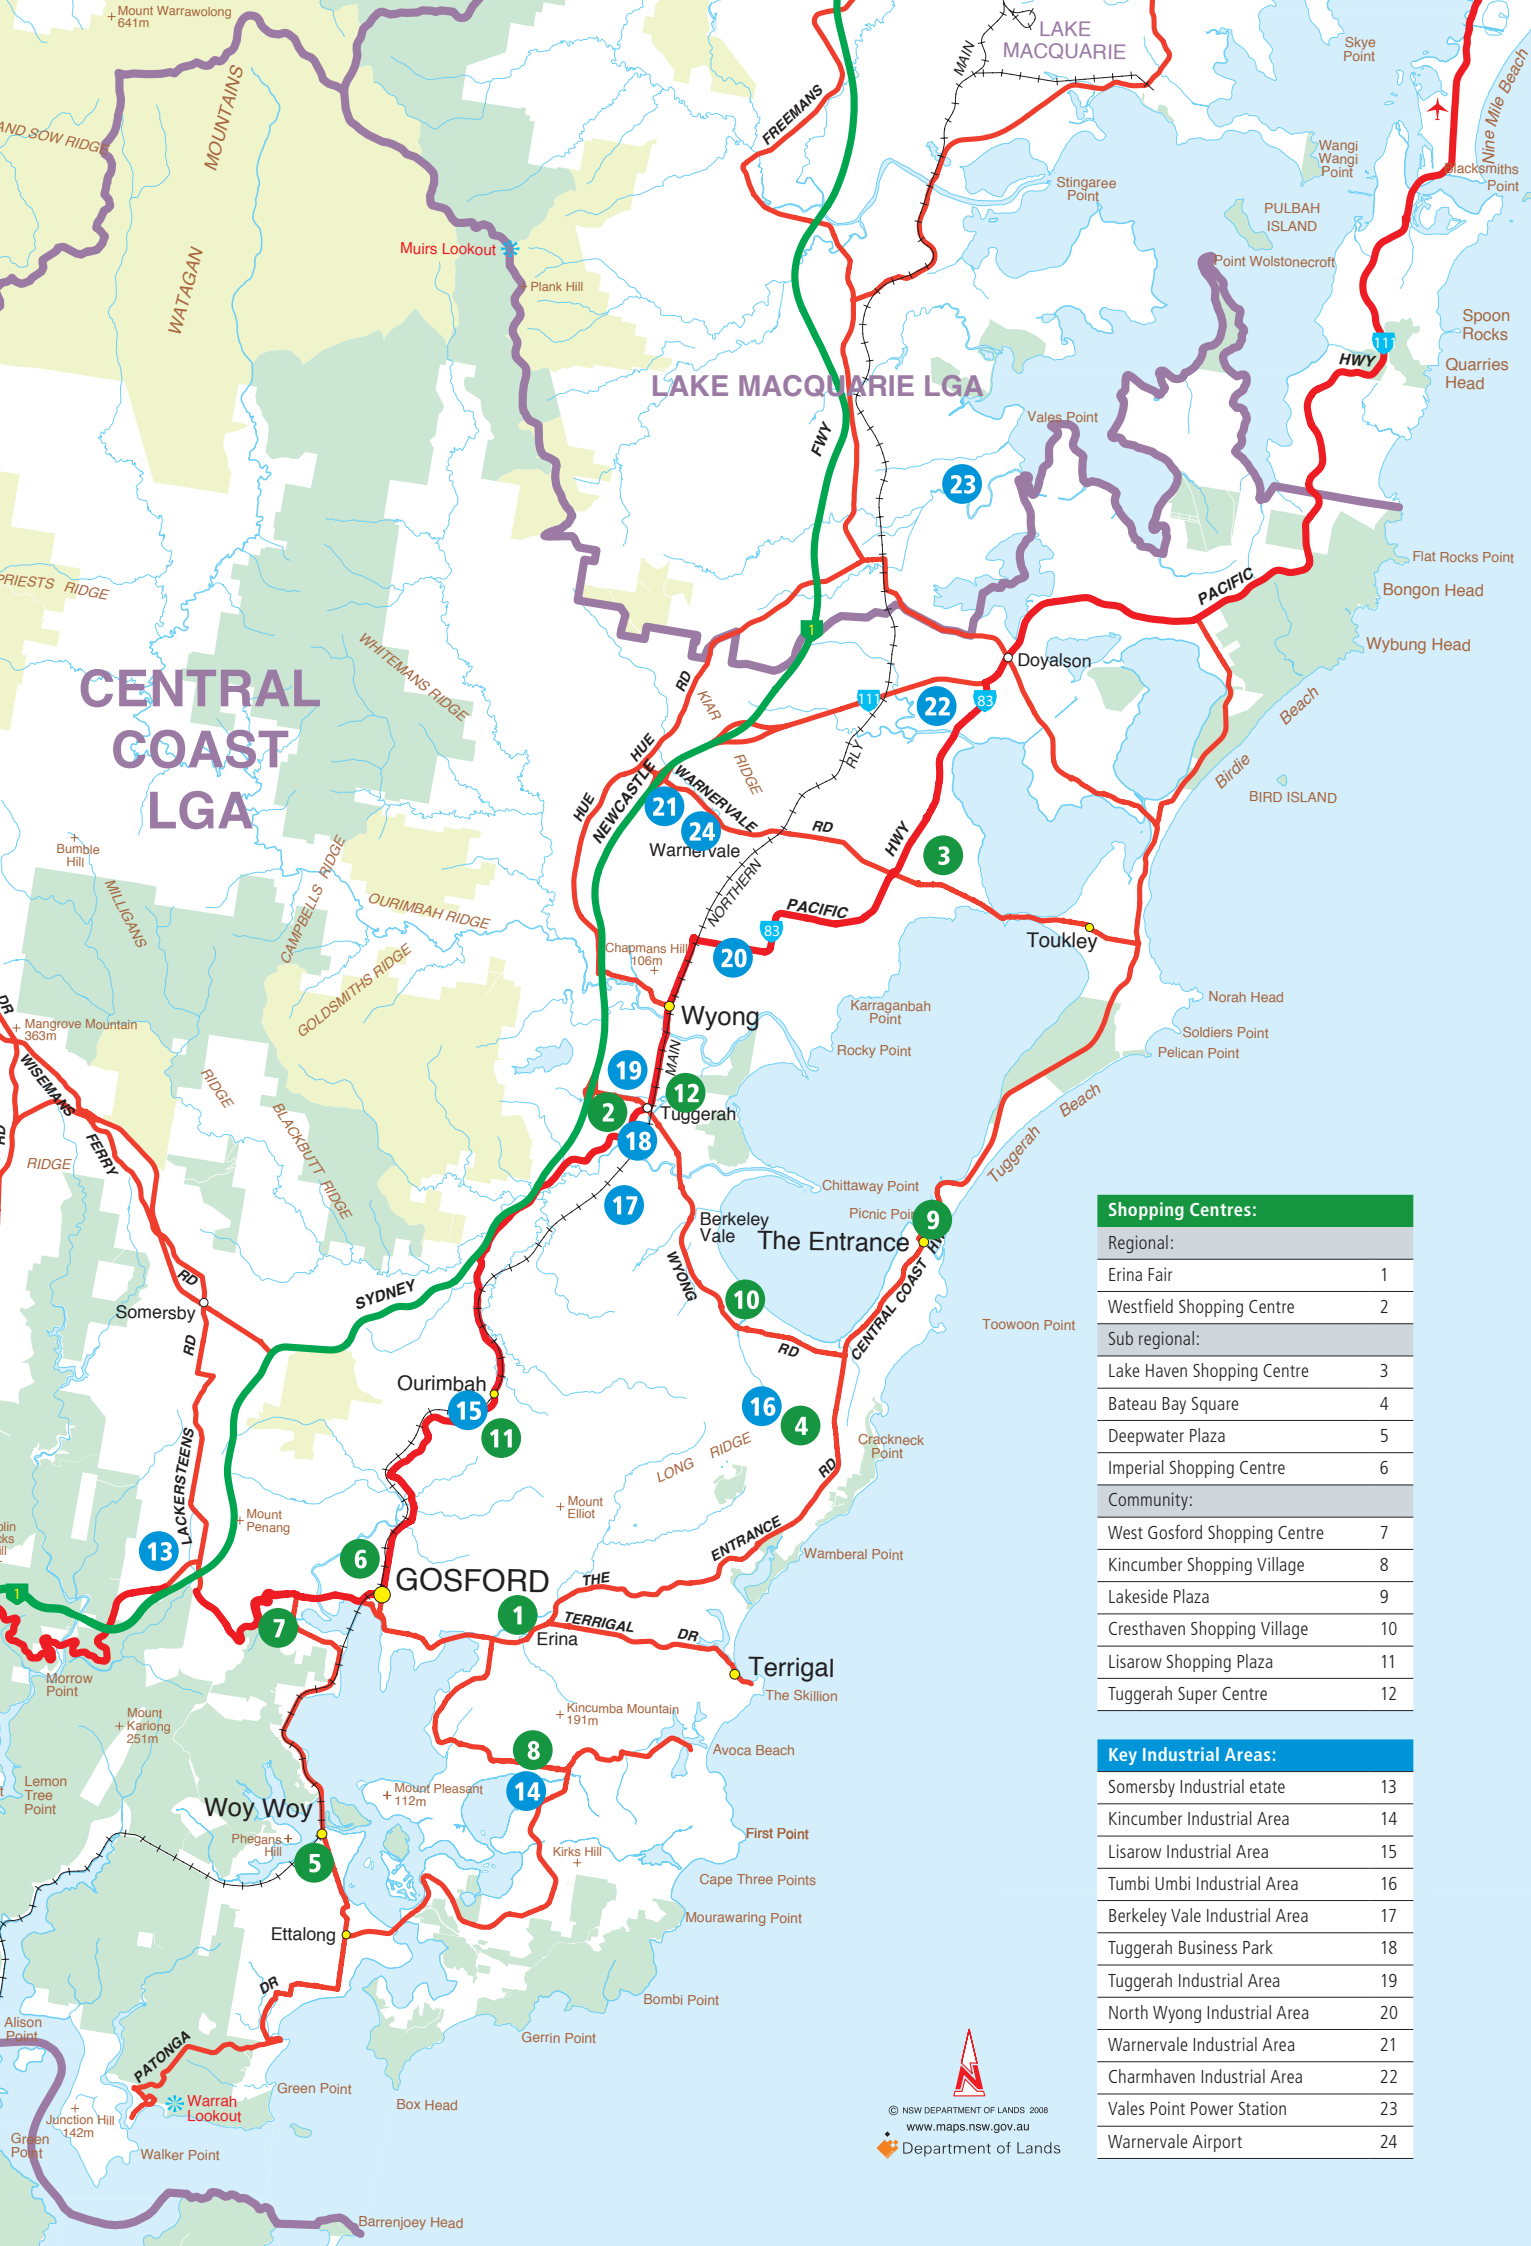 Mount Warrawolong
641m
LAKE
MACQUARIE
MAIN
Skye
Point
Nine Mile Beach
FREEMANS
MOUNTAINS
AND SOW RIDGE
Wangi
Wangi
Point
Blacksmiths
Point
Stingaree
Point
PULBAH
ISLAND
Muirs Lookout
Point Wolstonecroft
WATAGAN
Plank Hill
Spoon
Rocks
111
HWY
Quarries
Head
LAKE MACQUARIE LGA
Vales Point
FWY
23
Flat Rocks Point
PRIESTS RIDGE
PACIFIC
Bongon Head
1
Wybung Head
WHITEMANS RIDGE
Doyalson
CENTRAL
COAST
LGA
RD
KIAR
RIDGE
111
22
83
Beach
Birdie
HUE
RLY
HUE
NEWCASTLE
WARNERVALE
RD
BIRD ISLAND
21
24
Warnervale
HWY
3
Bumble
Hill
MILLIGANS
CAMPBELLS RIDGE
OURIMBAH RIDGE
NORTHERN
PACIFIC
83
Toukley
GOLDSMITHS RIDGE
Chapmans Hill
106m
20
Norah Head
DR
Mangrove Mountain
363m
Wyong
Karraganbah
Point
Soldiers Point
Rocky Point
Pelican Point
WISEMANS
MAIN
19
RIDGE
12
Beach
2
Tuggerah
BLACKBUTT RIDGE
RD
FERRY
18
Tuggerah
RIDGE
Chittaway Point
17
Picnic Poin
9
Berkeley
Vale
The Entrance
HW
WYONG
CENTRAL COAST
RD
SYDNEY
Somersby
10
Toowoon Point
RD
RD
Ourimbah
15
16
4
11
LONG RIDGE
Crackneck
Point
LACKERSTEENS
RD
Mount
Penang
Mount
Elliot
13
ENTRANCE
6
Wamberal Point
1
GOSFORD
THE
1
TERRIGAL
DR
7
Erina
Terrigal
Morrow
Point
The Skillion
Mount
Kariong
251m
Kincumba Mountain
191m
8
Avoca Beach
Lemon
Tree
Point
Mount Pleasant
112m
14
Woy Woy
Phegans
Hill
First Point
Kirks Hill
5
Cape Three Points
Mourawaring Point
Ettalong
DR
Bombi Point
Alison
Point
Gerrin Point
PATONGA
Green Point
Warrah
Lookout
Box Head
Junction Hill
142m
Green
Point
Walker Point
Barrenjoey Head
Shopping Centres:
Regional:
Erina Fair 1
Westfield Shopping Centre 2
Sub regional:
Lake Haven Shopping Centre 3
Bateau Bay Square 4
Deepwater Plaza 5
Imperial Shopping Centre 6
Community:
West Gosford Shopping Centre 7
Kincumber Shopping Village 8
Lakeside Plaza 9
Cresthaven Shopping Village 10
Lisarow Shopping Plaza 11
Tuggerah Super Centre 12
Key Industrial Areas:
Somersby Industrial etate 13
Kincumber Industrial Area 14
Lisarow Industrial Area 15
Tumbi Umbi Industrial Area 16
Berkeley Vale Industrial Area 17
Tuggerah Business Park 18
Tuggerah Industrial Area 19
North Wyong Industrial Area 20
Warnervale Industrial Area 21
Charmhaven Industrial Area 22
Vales Point Power Station 23
Warnervale Airport 24
N
© NSW DEPARTMENT OF LANDS 2008
www.maps.nsw.gov.au
Department of Lands